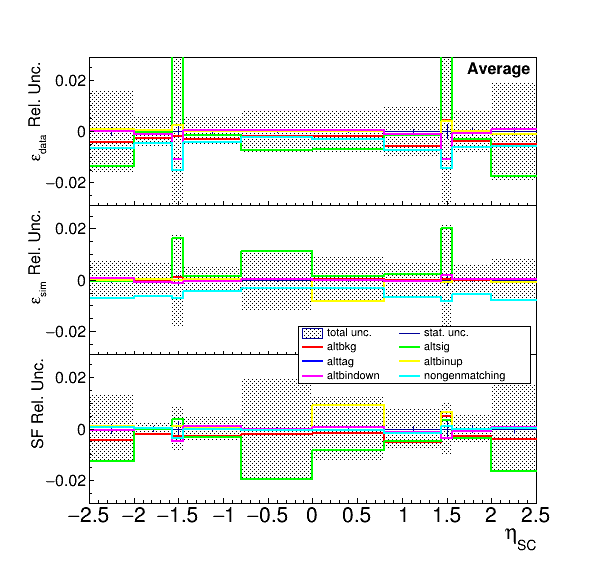 Average
ε_data Rel. Unc.
0.02
0
−0.02
ε_sim Rel. Unc.
0.02
0
−0.02
total unc. stat. unc.
altbkg altsig
alttag altbinup
altbindown nongenmatching
SF Rel. Unc.
0.02
0
−0.02
−2.5 −2 −1.5 −1 −0.5 0 0.5 1 1.5 2 2.5
η_SC